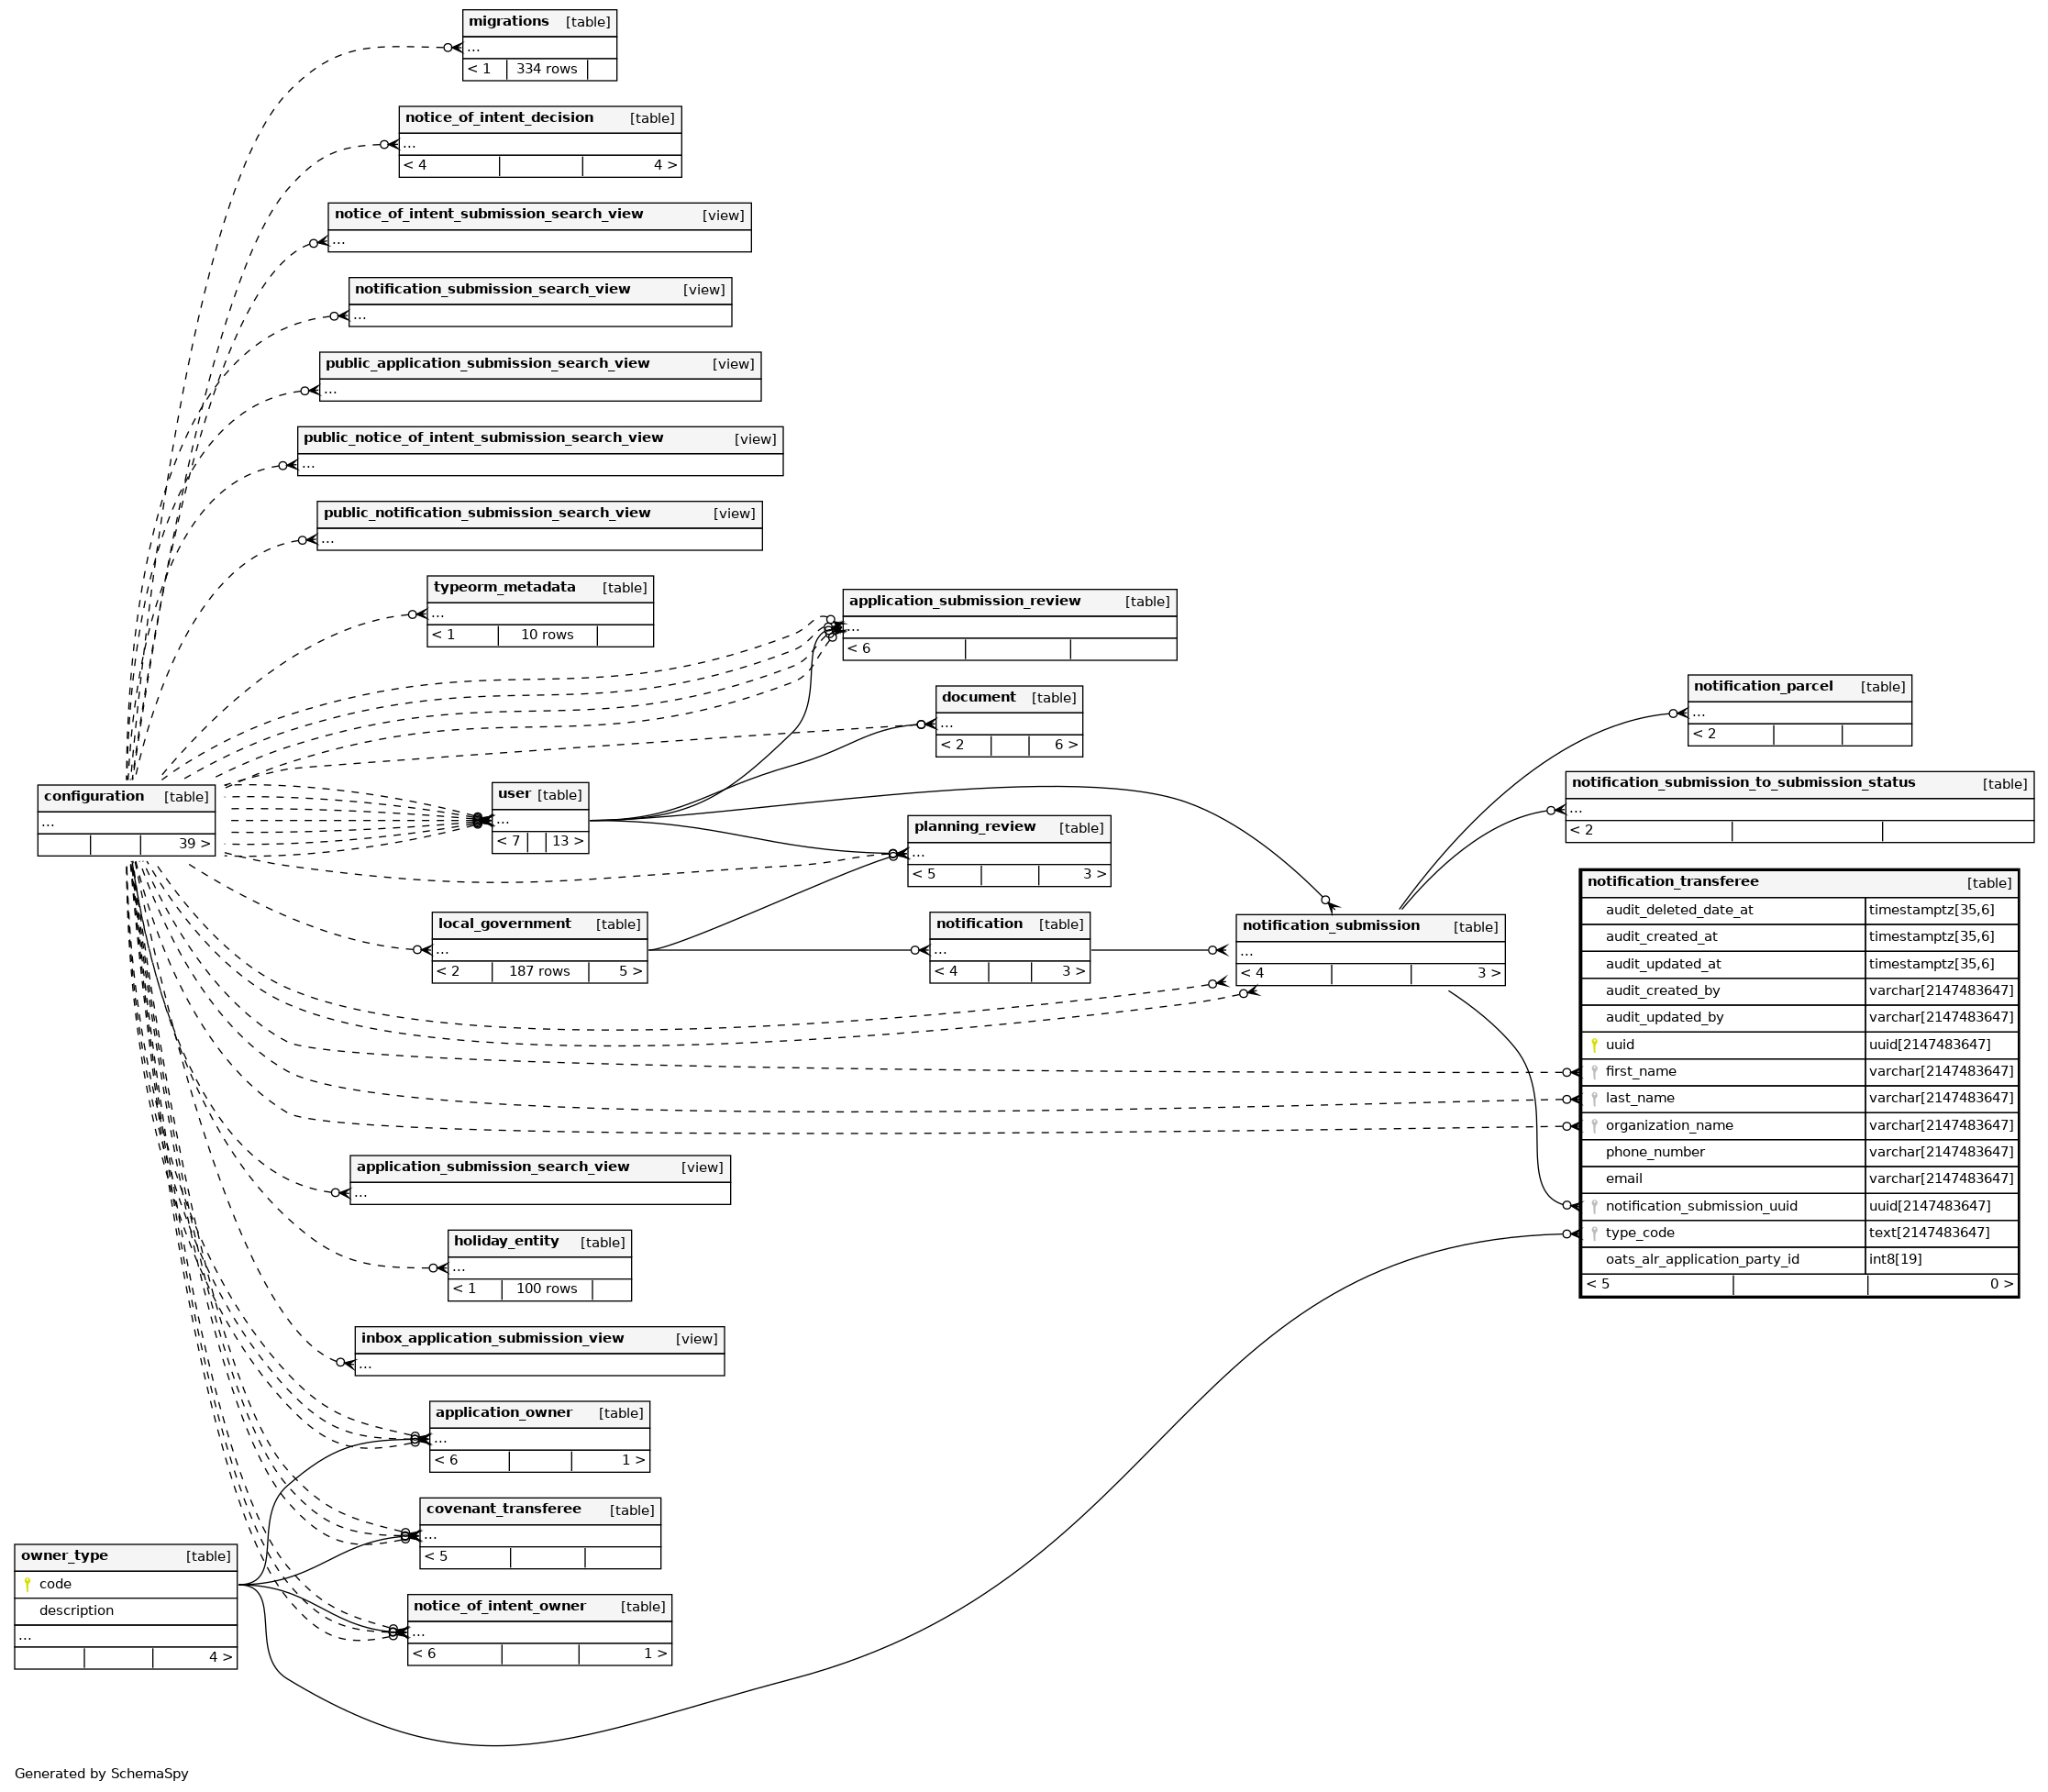 migrations [table]
...
< 1 334 rows
notice_of_intent_decision [table]
...
< 4 4 >
notice_of_intent_submission_search_view [view]
...
notification_submission_search_view [view]
...
public_application_submission_search_view [view]
...
public_notice_of_intent_submission_search_view [view]
...
public_notification_submission_search_view [view]
...
typeorm_metadata [table]
...
< 1 10 rows
application_submission_review [table]
...
< 6
document [table]
...
< 2 6 >
configuration [table]
...
39 >
user [table]
...
< 7 13 >
planning_review [table]
...
< 5 3 >
local_government [table]
...
< 2 187 rows 5 >
notification [table]
...
< 4 3 >
notification_submission [table]
...
< 4 3 >
notification_parcel [table]
...
< 2
notification_submission_to_submission_status [table]
...
< 2
notification_transferee [table]
audit_deleted_date_at timestamptz[35,6]
audit_created_at timestamptz[35,6]
audit_updated_at timestamptz[35,6]
audit_created_by varchar[2147483647]
audit_updated_by varchar[2147483647]
uuid uuid[2147483647]
first_name varchar[2147483647]
last_name varchar[2147483647]
organization_name varchar[2147483647]
phone_number varchar[2147483647]
email varchar[2147483647]
notification_submission_uuid uuid[2147483647]
type_code text[2147483647]
oats_alr_application_party_id int8[19]
< 5 0 >
application_submission_search_view [view]
...
holiday_entity [table]
...
< 1 100 rows
inbox_application_submission_view [view]
...
application_owner [table]
...
< 6 1 >
covenant_transferee [table]
...
< 5
owner_type [table]
code
description
...
4 >
notice_of_intent_owner [table]
...
< 6 1 >
Generated by SchemaSpy